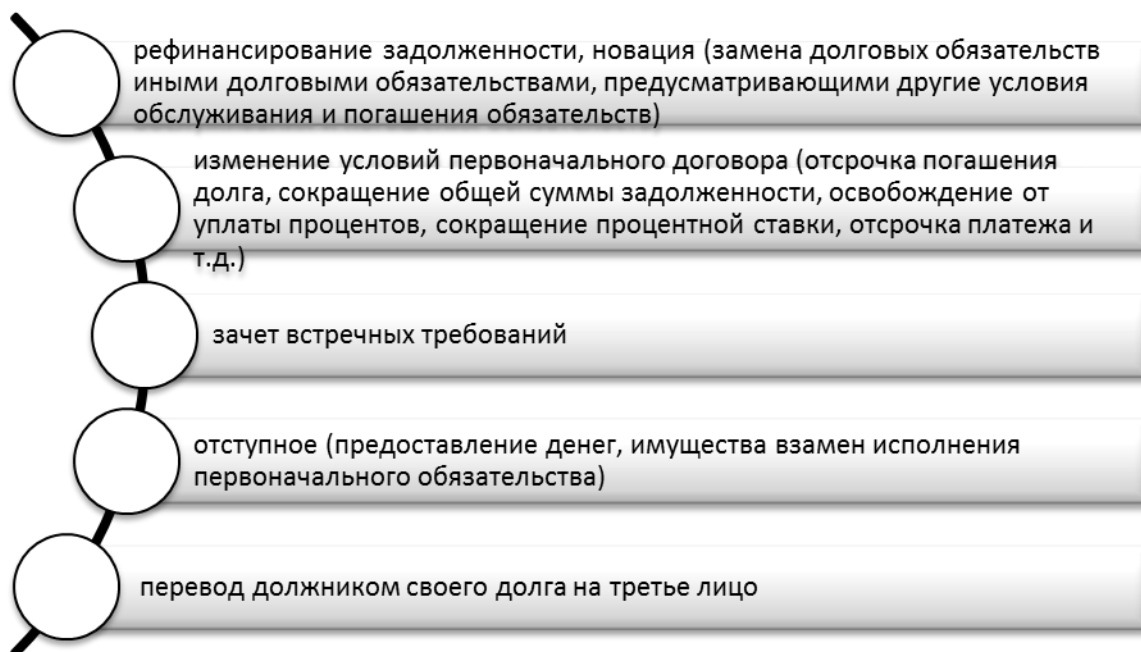 рефинансирование задолженности, новация (замена долговых обязательств
иными долговыми обязательствами, предусматривающими другие условия
обслуживания и погашения обязательств)
изменение условий первоначального договора (отсрочка погашения
долга, сокращение общей суммы задолженности, освобождение от
уплаты процентов, сокращение процентной ставки, отсрочка платежа и
т.д.)
зачет встречных требований
отступное (предоставление денег, имущества взамен исполнения
первоначального обязательства)
перевод должником своего долга на третье лицо